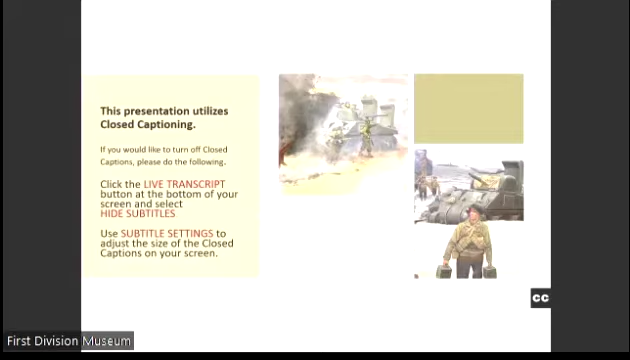 This presentation utilizes
Closed Captioning.
If you would like to turn off Closed
Captions, please do the following.
Click the LIVE TRANSCRIPT
button at the bottom of your
screen and select
HIDE SUBTITLES
Use SUBTITLE SETTINGS to
adjust the size of the Closed
Captions on your screen.
CC
First Division Museum